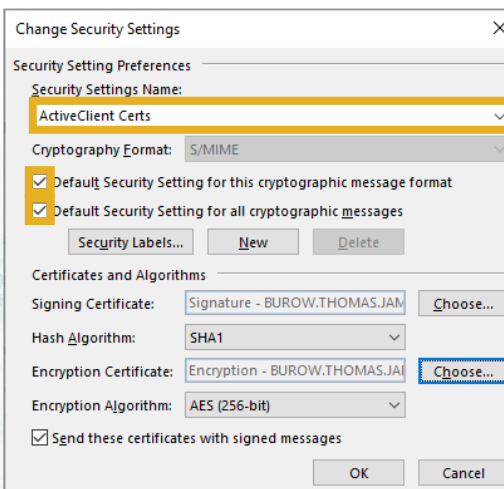 Change Security Settings
Security Setting Preferences
Security Settings Name:
ActiveClient Certs
Cryptography Format: S/MIME
Default Security Setting for this cryptographic message format
Default Security Setting for all cryptographic messages
Security Labels... New Delete
Certificates and Algorithms
Signing Certificate: Signature - BUROW.THOMAS.JAM Choose...
Hash Algorithm: SHA1
Encryption Certificate: Encryption - BUROW.THOMAS.JAI Choose...
Encryption Algorithm: AES (256-bit)
Send these certificates with signed messages
OK Cancel